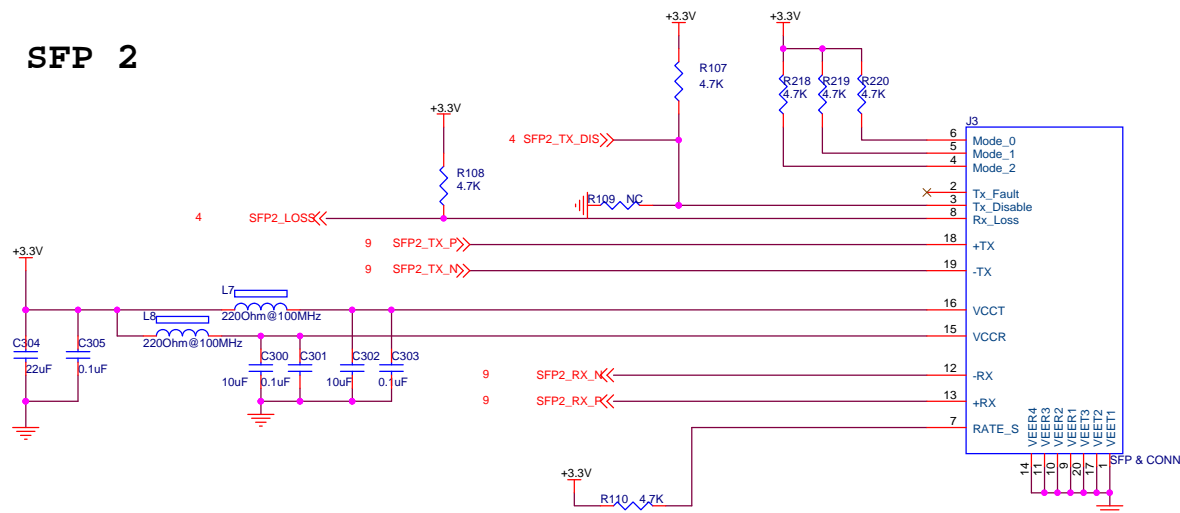 SFP 2
+3.3V
+3.3V
R107
4.7K
R218
4.7K
R219
4.7K
R220
4.7K
+3.3V
4 SFP2_TX_DIS
R108
4.7K
J3
6 Mode_0
5 Mode_1
4 Mode_2
2 Tx_Fault
3 Tx_Disable
8 Rx_Loss
R109 NC
4 SFP2_LOSS
9 SFP2_TX_P
18 +TX
9 SFP2_TX_N
19 -TX
+3.3V
L7
220Ohm@100MHz
16 VCCT
L8
220Ohm@100MHz
15 VCCR
C304
22uF
C305
0.1uF
C300
10uF
C301
0.1uF
C302
10uF
C303
0.1uF
9 SFP2_RX_N
12 -RX
9 SFP2_RX_P
13 +RX
7 RATE_S
VEER4
VEER3
VEER2
VEER1
VEET3
VEET2
VEET1
14
11
10
9
20
17
1
SFP & CONN
+3.3V
R110 4.7K